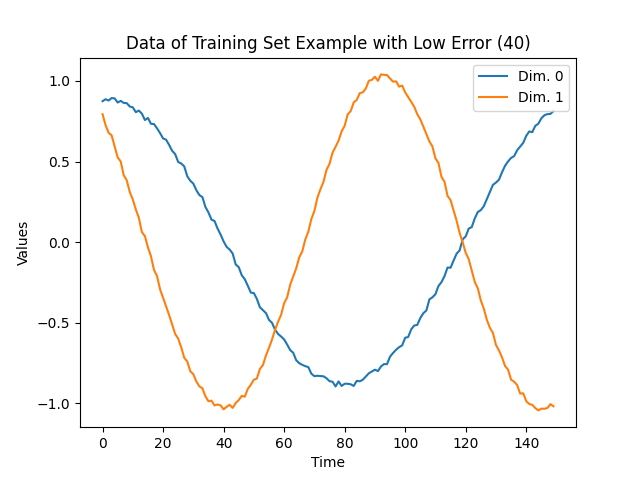 Data of Training Set Example with Low Error (40)
Dim. 0
Dim. 1
Values
1.0
0.5
0.0
−0.5
−1.0
0 20 40 60 80 100 120 140
Time